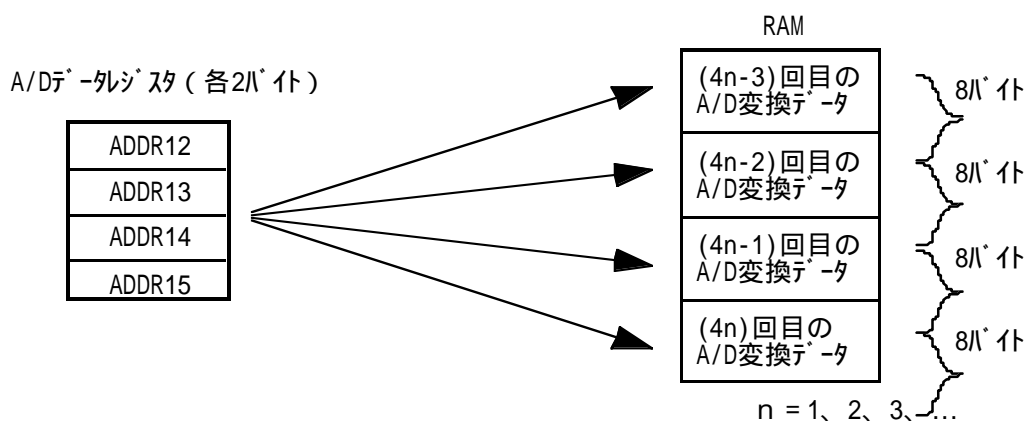 RAM
A/Dﾃﾞｰﾀﾚｼﾞｽﾀ(各2ﾊﾞｲﾄ)
ADDR12
ADDR13
ADDR14
ADDR15
(4n-3)回目の
A/D変換ﾃﾞｰﾀ
(4n-2)回目の
A/D変換ﾃﾞｰﾀ
(4n-1)回目の
A/D変換ﾃﾞｰﾀ
(4n)回目の
A/D変換ﾃﾞｰﾀ
8ﾊﾞｲﾄ
8ﾊﾞｲﾄ
8ﾊﾞｲﾄ
8ﾊﾞｲﾄ
n = 1、2、3、…